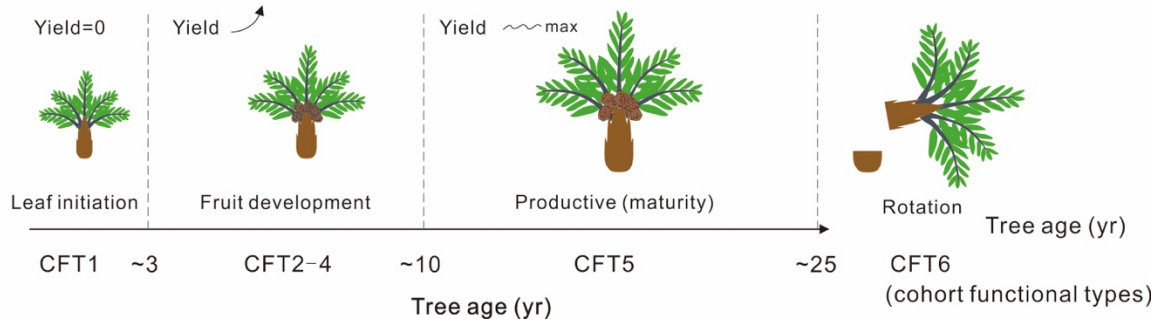 Yield=0
Yield
Yield max
Leaf initiation
Fruit development
Productive (maturity)
Rotation
Tree age (yr)
CFT1 ~3 CFT2-4 ~10 CFT5 ~25 CFT6
(cohort functional types)
Tree age (yr)